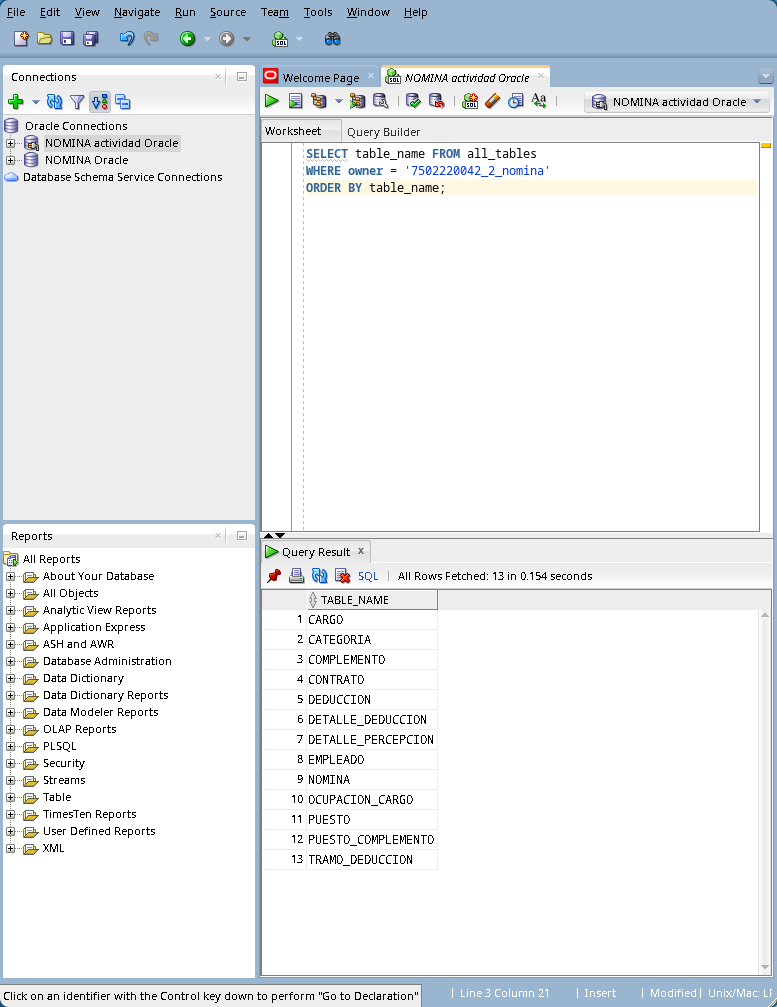 File Edit View Navigate Run Source Team Tools Window Help
Connections
Oracle Connections
NOMINA actividad Oracle
NOMINA Oracle
Database Schema Service Connections
Welcome Page
NOMINA actividad Oracle
NOMINA actividad Oracle
Worksheet
Query Builder
SELECT table_name FROM all_tables
WHERE owner = '7502220042_2_nomina'
ORDER BY table_name;
Reports
All Reports
About Your Database
All Objects
Analytic View Reports
Application Express
ASH and AWR
Database Administration
Data Dictionary
Data Dictionary Reports
Data Modeler Reports
OLAP Reports
PLSQL
Security
Streams
Table
TimesTen Reports
User Defined Reports
XML
Query Result
SQL | All Rows Fetched: 13 in 0.154 seconds
TABLE_NAME
1 CARGO
2 CATEGORIA
3 COMPLEMENTO
4 CONTRATO
5 DEDUCCION
6 DETALLE_DEDUCCION
7 DETALLE_PERCEPCION
8 EMPLEADO
9 NOMINA
10 OCUPACION_CARGO
11 PUESTO
12 PUESTO_COMPLEMENTO
13 TRAMO_DEDUCCION
Click on an identifier with the Control key down to perform "Go to Declaration"
| Line 3 Column 21 | Insert | Modified | Unix/Mac: LF